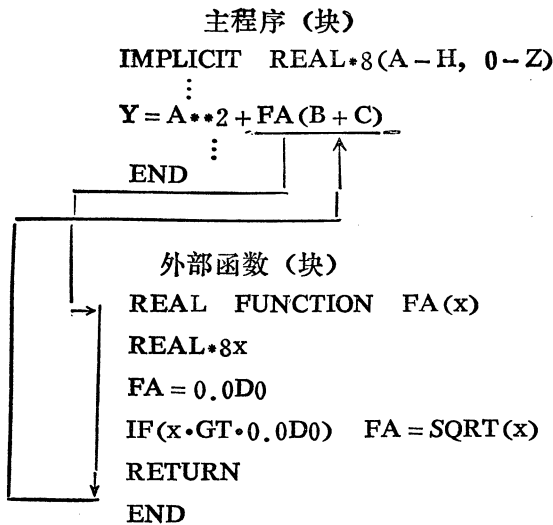 主程序（块）
IMPLICIT REAL*8(A-H, 0-Z)
⋮
Y=A**2+FA(B+C)
⋮
END
外部函数（块）
REAL FUNCTION FA(x)
REAL*8x
FA=0.0D0
IF(x·GT·0.0D0) FA=SQRT(x)
RETURN
END